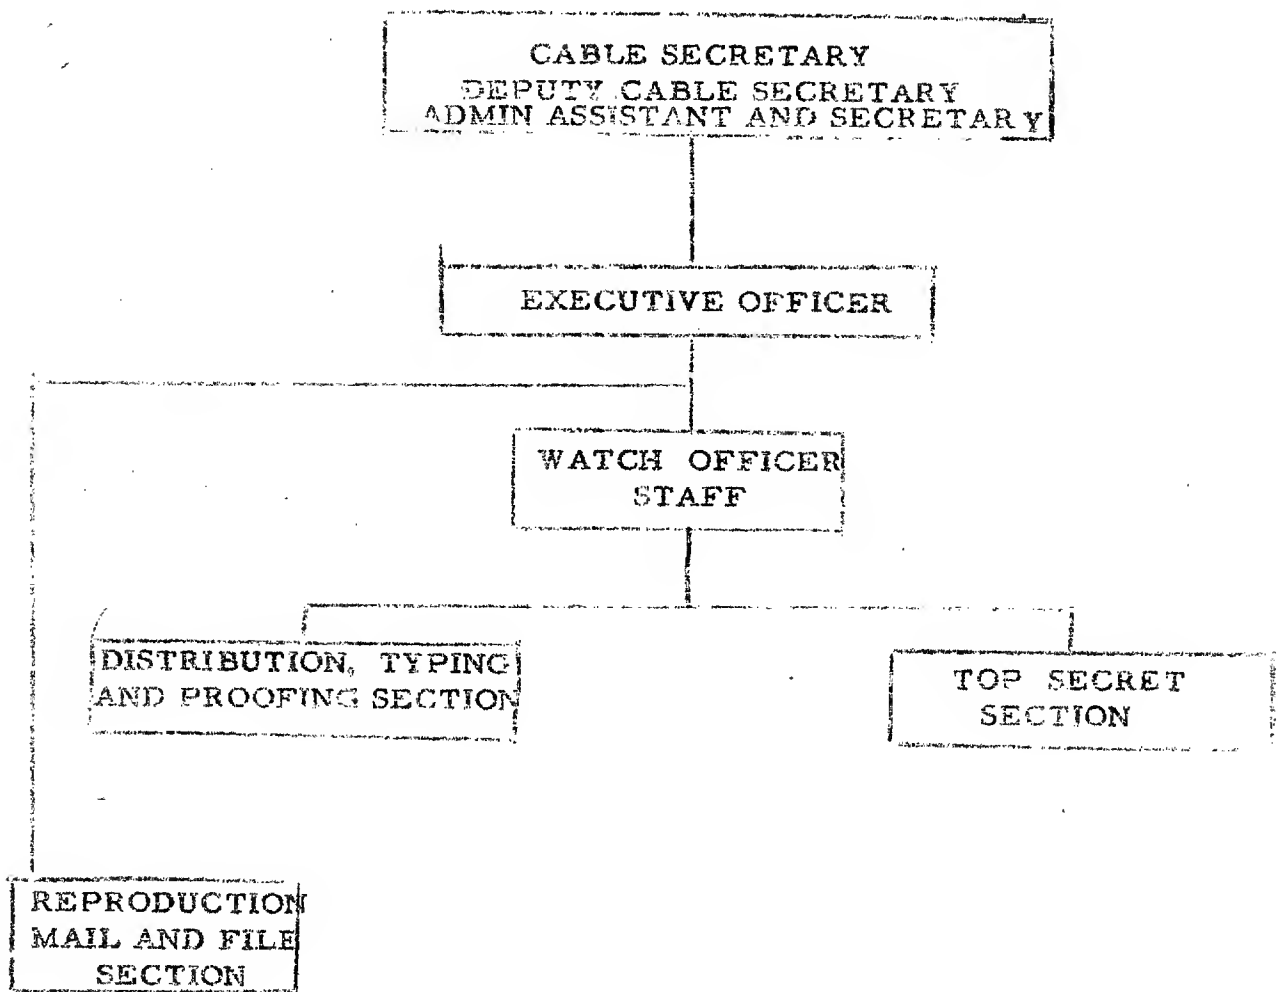 CABLE SECRETARY
DEPUTY CABLE SECRETARY
ADMIN ASSISTANT AND SECRETARY
EXECUTIVE OFFICER
WATCH OFFICER
STAFF
DISTRIBUTION, TYPING
AND PROOFING SECTION
TOP SECRET
SECTION
REPRODUCTION
MAIL AND FILE
SECTION